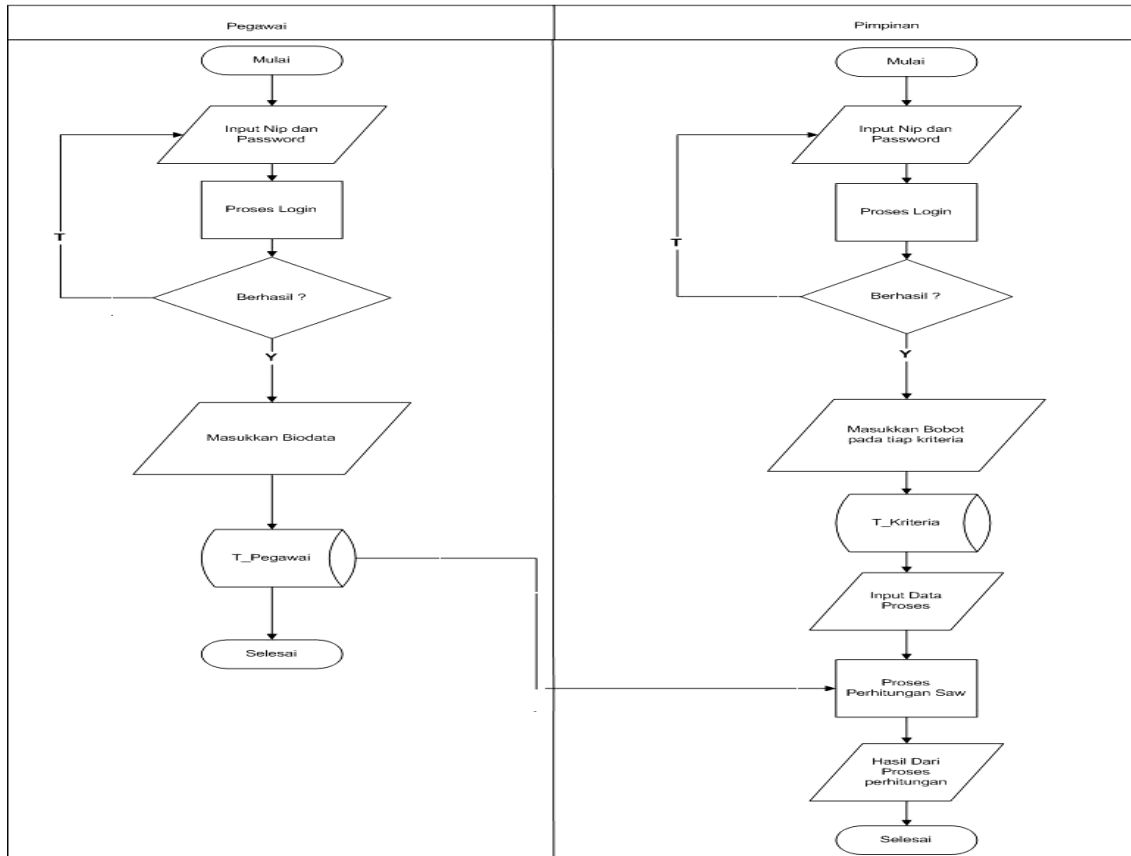 Pegawai
Mulai
Input Nip dan
Password
Proses Login
T
Berhasil ?
Y
Masukkan Biodata
T_Pegawai
Selesai
Pimpinan
Mulai
Input Nip dan
Password
Proses Login
T
Berhasil ?
Y
Masukkan Bobot
pada tiap kriteria
T_Kriteria
Input Data
Proses
Proses
Perhitungan Saw
Hasil Dari
Proses
perhitungan
Selesai